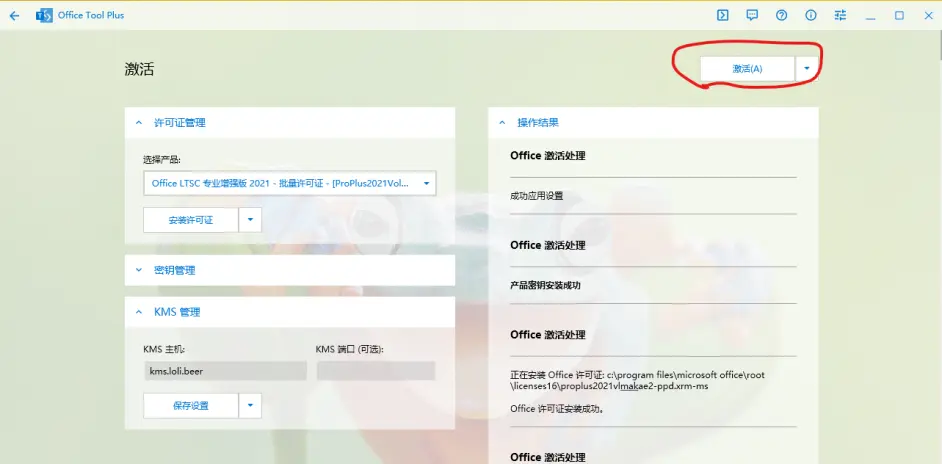 Office Tool Plus
激活
激活(A)
许可证管理
选择产品:
Office LTSC 专业增强版 2021 - 批量许可证 - [ProPlus2021Vol...
安装许可证
密钥管理
KMS 管理
KMS 主机:
KMS 端口 (可选):
kms.loli.beer
保存设置
操作结果
Office 激活处理
成功应用设置
Office 激活处理
产品密钥安装成功
Office 激活处理
正在安装 Office 许可证: c:\program files\microsoft office\root
\licenses16\proplus2021vlmakae2-ppd.xrm-ms
Office 许可证安装成功。
Office 激活处理